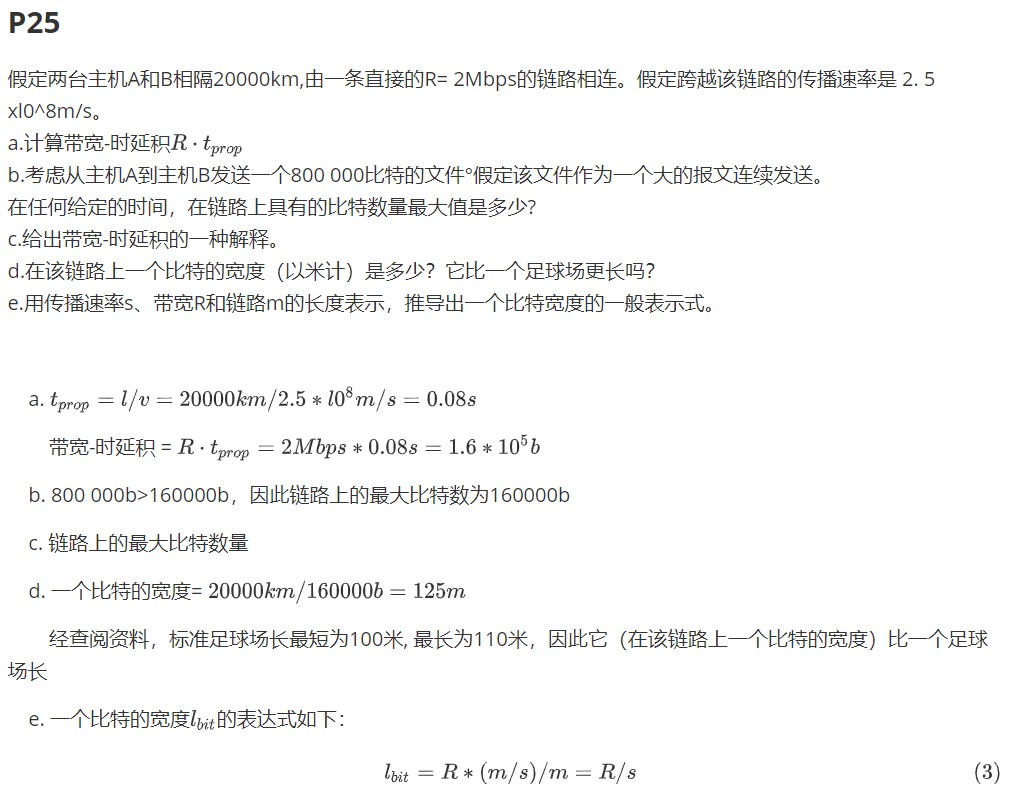 P25
假定两台主机A和B相隔20000km,由一条直接的R= 2Mbps的链路相连。假定跨越该链路的传播速率是 2. 5
xl0^8m/s。
a.计算带宽-时延积R · t_{prop}
b.考虑从主机A到主机B发送一个800 000比特的文件°假定该文件作为一个大的报文连续发送。
在任何给定的时间，在链路上具有的比特数量最大值是多少?
c.给出带宽-时延积的一种解释。
d.在该链路上一个比特的宽度（以米计）是多少？它比一个足球场更长吗？
e.用传播速率s、带宽R和链路m的长度表示，推导出一个比特宽度的一般表示式。
a. t_{prop} = l/v = 20000km/2.5 * l0^8m/s = 0.08s
带宽-时延积 = R · t_{prop} = 2Mbps * 0.08s = 1.6 * 10^5b
b. 800 000b>160000b，因此链路上的最大比特数为160000b
c. 链路上的最大比特数量
d. 一个比特的宽度= 20000km/160000b = 125m
经查阅资料，标准足球场长最短为100米, 最长为110米，因此它（在该链路上一个比特的宽度）比一个足球
场长
e. 一个比特的宽度l_{bit}的表达式如下：
l_{bit} = R * (m/s)/m = R/s (3)